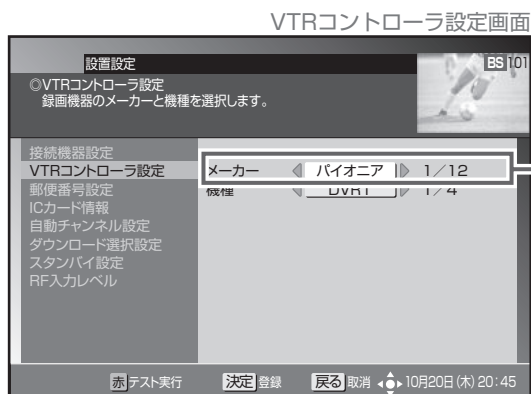 VTRコントローラ設定画面
設置設定
BS 101
◎VTRコントローラ設定
録画機器のメーカーと機種を選択します。
接続機器設定
VTRコントローラ設定
郵便番号設定
ICカード情報
自動チャンネル設定
ダウンロード選択設定
スタンバイ設定
RF入力レベル
メーカー パイオニア 1/12
機種 DVR1 1/4
赤 テスト実行 決定 登録 戻る 取消 10月20日(木)20:45